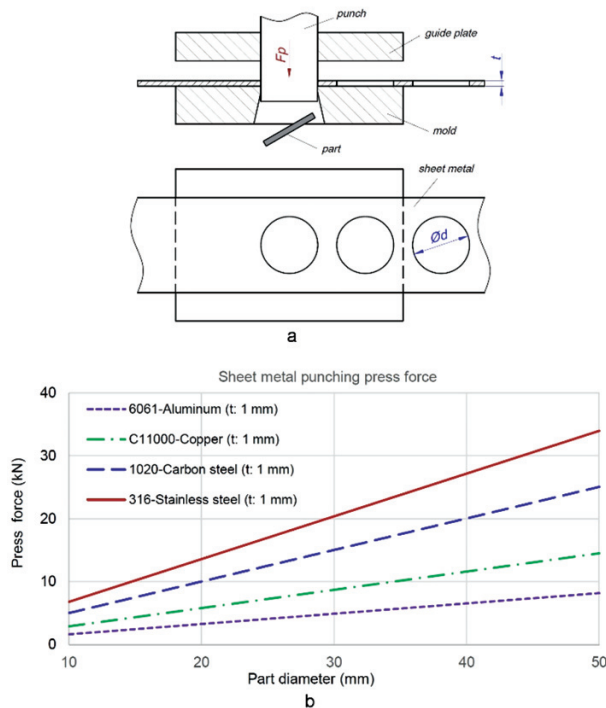 punch
guide plate
Fp
t
mold
part
sheet metal
Ød
a
Sheet metal punching press force
40
30
20
10
0
Press force (kN)
6061-Aluminum (t: 1 mm)
C11000-Copper (t: 1 mm)
1020-Carbon steel (t: 1 mm)
316-Stainless steel (t: 1 mm)
10 20 30 40 50
Part diameter (mm)
b